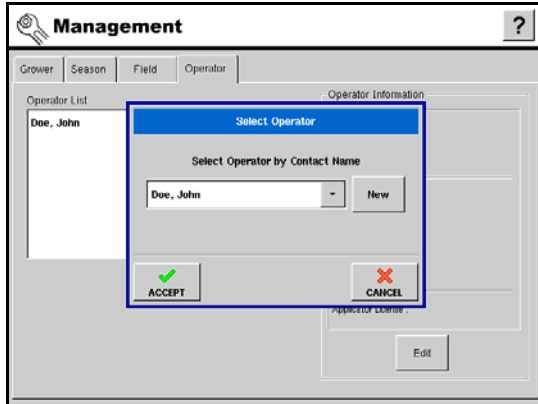 Management
?
Grower Season Field Operator
Operator List
Operator Information
Doe, John
Select Operator
Select Operator by Contact Name
Doe, John
New
ACCEPT
CANCEL
Applicator License :
Edit